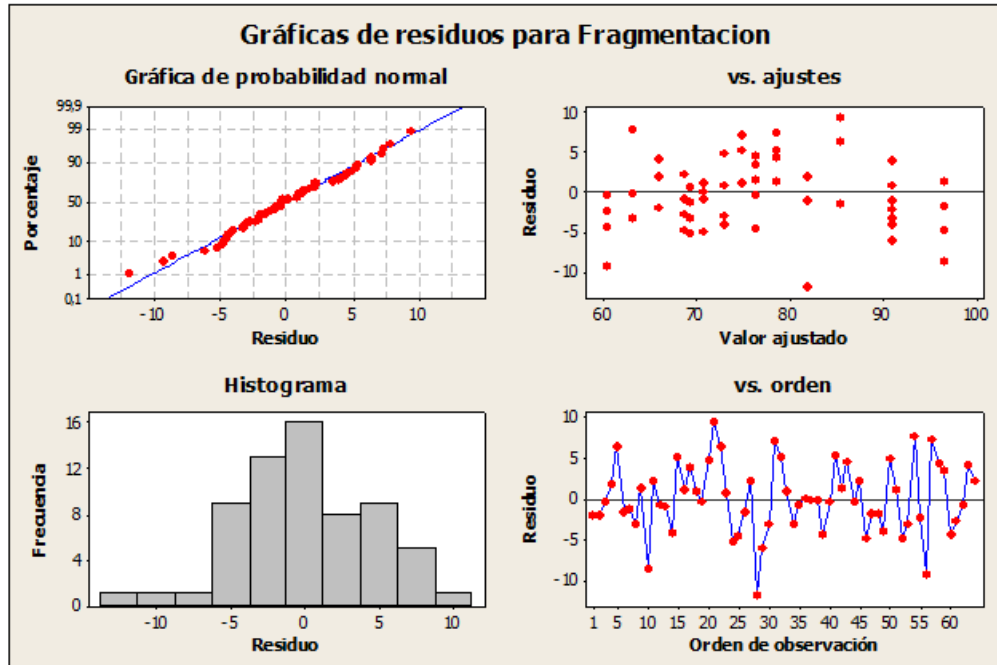 Gráficas de residuos para Fragmentacion
Gráfica de probabilidad normal
99,9
99
90
50
10
1
0,1
Porcentaje
-10 -5 0 5 10
Residuo
vs. ajustes
10
5
0
-5
-10
Residuo
60 70 80 90 100
Valor ajustado
Histograma
16
12
8
4
0
Frecuencia
-10 -5 0 5 10
Residuo
vs. orden
10
5
0
-5
-10
Residuo
1 5 10 15 20 25 30 35 40 45 50 55 60
Orden de observación